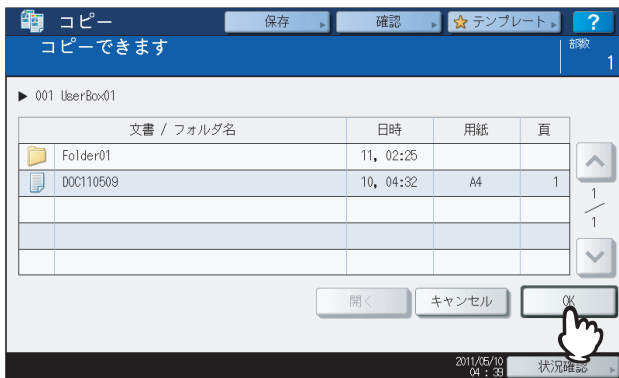 コピー 保存 確認 テンプレート ?
コピーできます 部数
1
001 UserBox01
文書 / フォルダ名 日時 用紙 頁
Folder01 11, 02:25
DOC110509 10, 04:32 A4 1
1
1
開く キャンセル OK
2011/05/10
04 : 39 状況確認